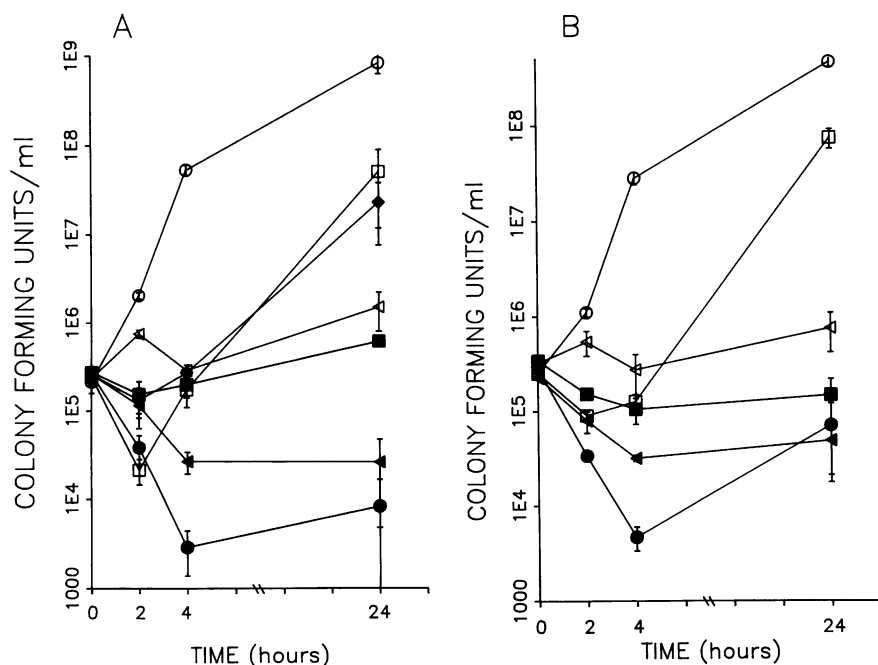 A
COLONY FORMING UNITS/ml
1E9
1E8
1E7
1E6
1E5
1E4
1000
0 2 4 24
TIME (hours)
B
COLONY FORMING UNITS/ml
1E8
1E7
1E6
1E5
1E4
1000
0 2 4 24
TIME (hours)